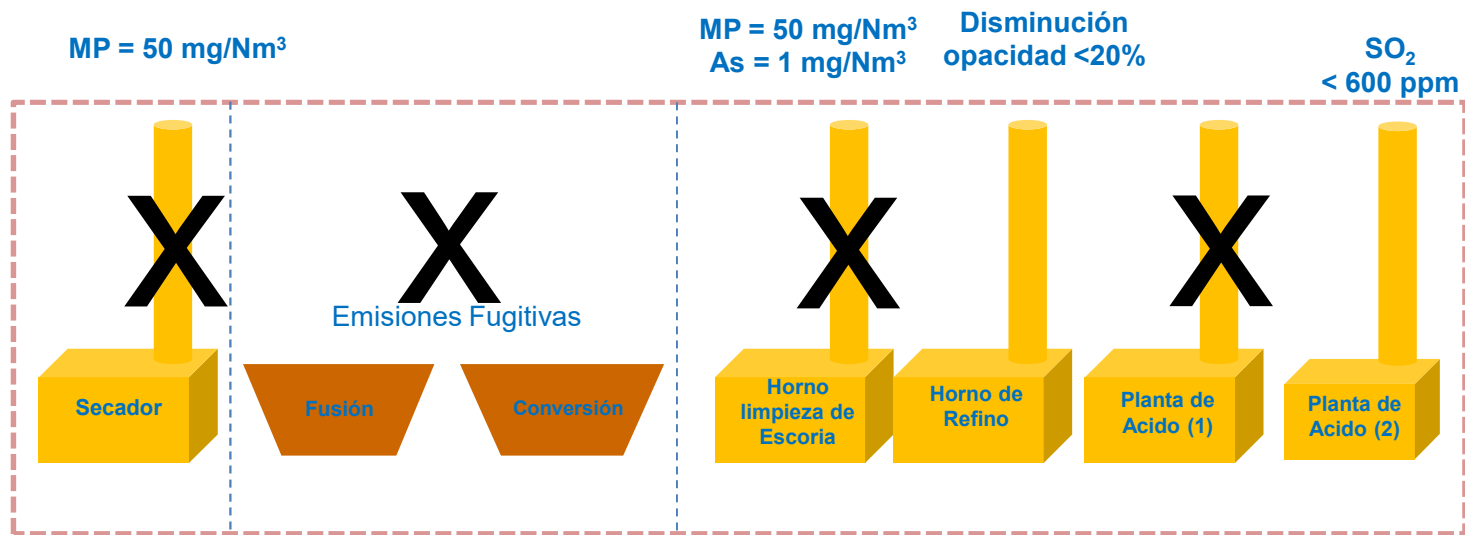 MP = 50 mg/Nm³
MP = 50 mg/Nm³
As = 1 mg/Nm³
Disminución
opacidad <20%
SO₂
< 600 ppm
X
X
X
X
Emisiones Fugitivas
Secador
Fusión
Conversión
Horno
limpieza de
Escoria
Horno de
Refino
Planta de
Acido (1)
Planta de
Acido (2)